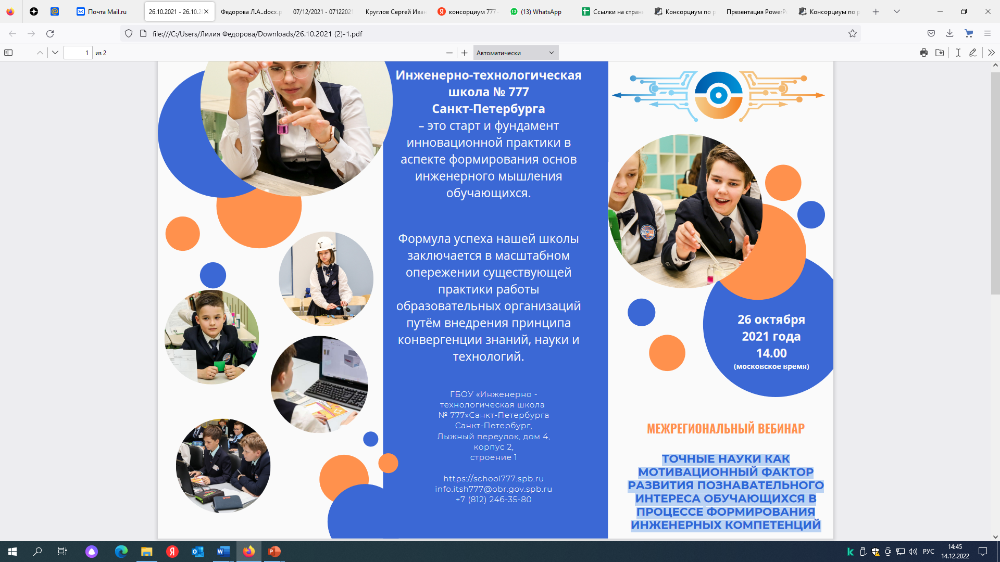 Почта Mail.ru
26.10.2021 - 26.10.2
Федорова Л.А..docx.p
07/12/2021 - 07122021
Круглов Сергей Иван
консорциум 777
(13) WhatsApp
Ссылки на стран
Консорциум по р
Презентация PowerP
Консорциум по р
file:///C:/Users/Лилия Федорова/Downloads/26.10.2021 (2)-1.pdf
1 из 2
Автоматически
Инженерно-технологическая
школа № 777
Санкт-Петербурга
– это старт и фундамент
инновационной практики в
аспекте формирования основ
инженерного мышления
обучающихся.
Формула успеха нашей школы
заключается в масштабном
опережении существующей
практики работы
образовательных организаций
путём внедрения принципа
конвергенции знаний, науки и
технологий.
ГБОУ «Инженерно -
технологическая школа
№ 777»Санкт-Петербурга
Санкт-Петербург,
Лыжный переулок, дом 4,
корпус 2,
строение 1
https://school777.spb.ru
info.itsh777@obr.gov.spb.ru
+7 (812) 246-35-80
26 октября
2021 года
14.00
(московское время)
МЕЖРЕГИОНАЛЬНЫЙ ВЕБИНАР
ТОЧНЫЕ НАУКИ КАК
МОТИВАЦИОННЫЙ ФАКТОР
РАЗВИТИЯ ПОЗНАВАТЕЛЬНОГО
ИНТЕРЕСА ОБУЧАЮЩИХСЯ В
ПРОЦЕССЕ ФОРМИРОВАНИЯ
ИНЖЕНЕРНЫХ КОМПЕТЕНЦИЙ
РУС
14:45
14.12.2022